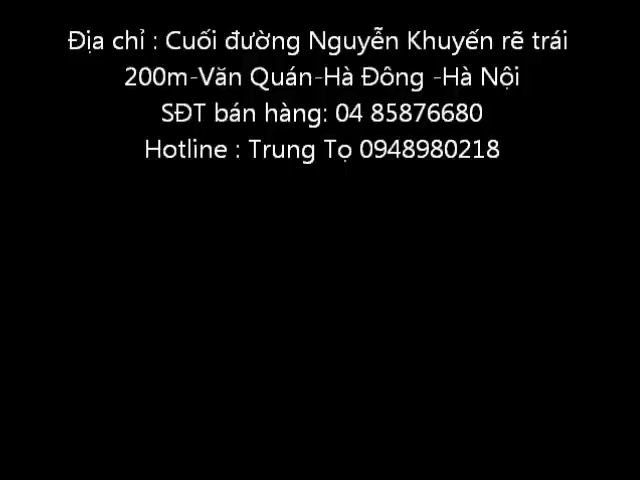 Địa chỉ : Cuối đường Nguyễn Khuyến rẽ trái
200m-Văn Quán-Hà Đông -Hà Nội
SĐT bán hàng: 04 85876680
Hotline : Trung Tọ 0948980218